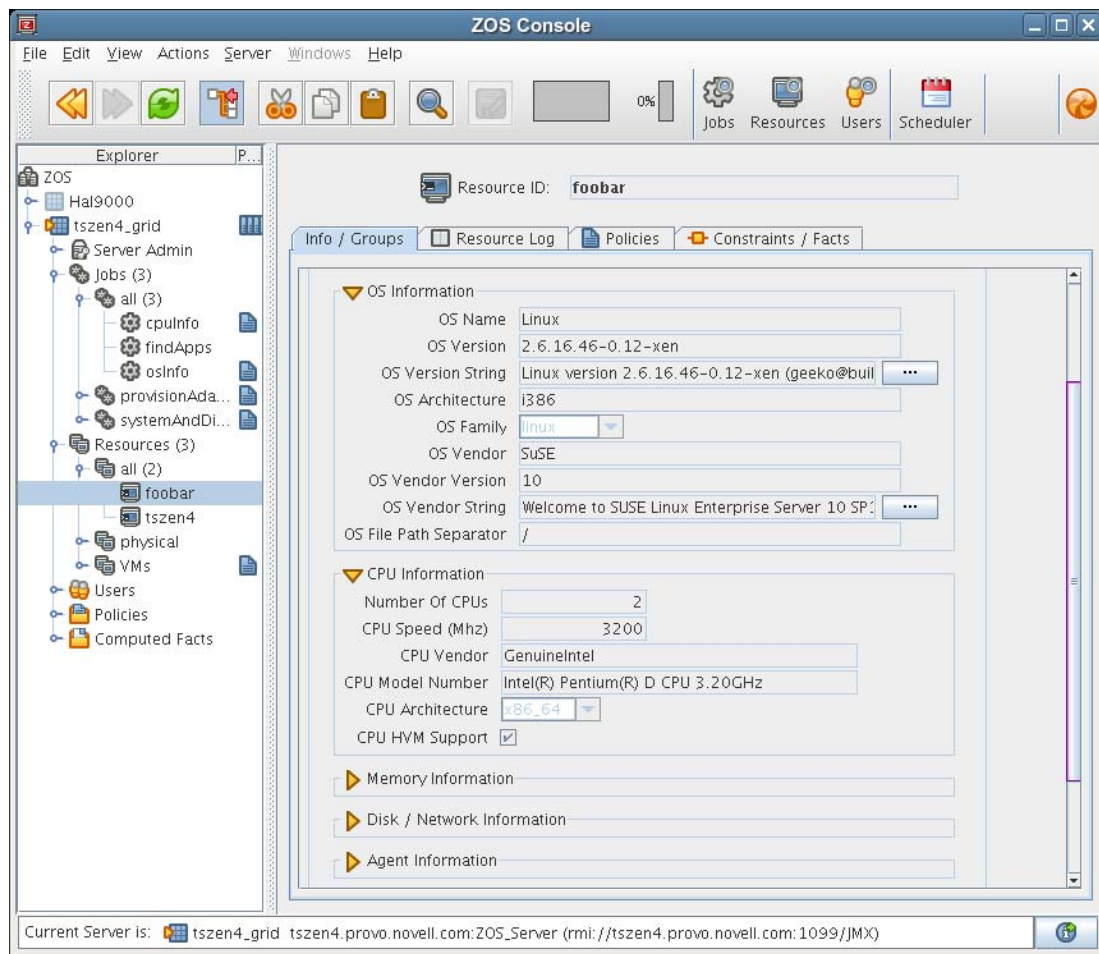 ZOS Console
File Edit View Actions Server Windows Help
0%
Jobs Resources Users Scheduler
Explorer P...
ZOS
Hal9000
tszen4_grid
Server Admin
Jobs (3)
all (3)
cpuInfo
findApps
osInfo
provisionAda...
systemAndDi...
Resources (3)
all (2)
foobar
tszen4
physical
VMs
Users
Policies
Computed Facts
Resource ID: foobar
Info / Groups Resource Log Policies Constraints / Facts
OS Information
OS Name Linux
OS Version 2.6.16.46-0.12-xen
OS Version String Linux version 2.6.16.46-0.12-xen (geeko@buil ...
OS Architecture i386
OS Family linux
OS Vendor SuSE
OS Vendor Version 10
OS Vendor String Welcome to SUSE Linux Enterprise Server 10 SP1 ...
OS File Path Separator /
CPU Information
Number Of CPUs 2
CPU Speed (Mhz) 3200
CPU Vendor GenuineIntel
CPU Model Number Intel(R) Pentium(R) D CPU 3.20GHz
CPU Architecture x86_64
CPU HVM Support
Memory Information
Disk / Network Information
Agent Information
Current Server is: tszen4_grid tszen4.provo.novell.com:ZOS_Server (rmi://tszen4.provo.novell.com:1099/JMX)